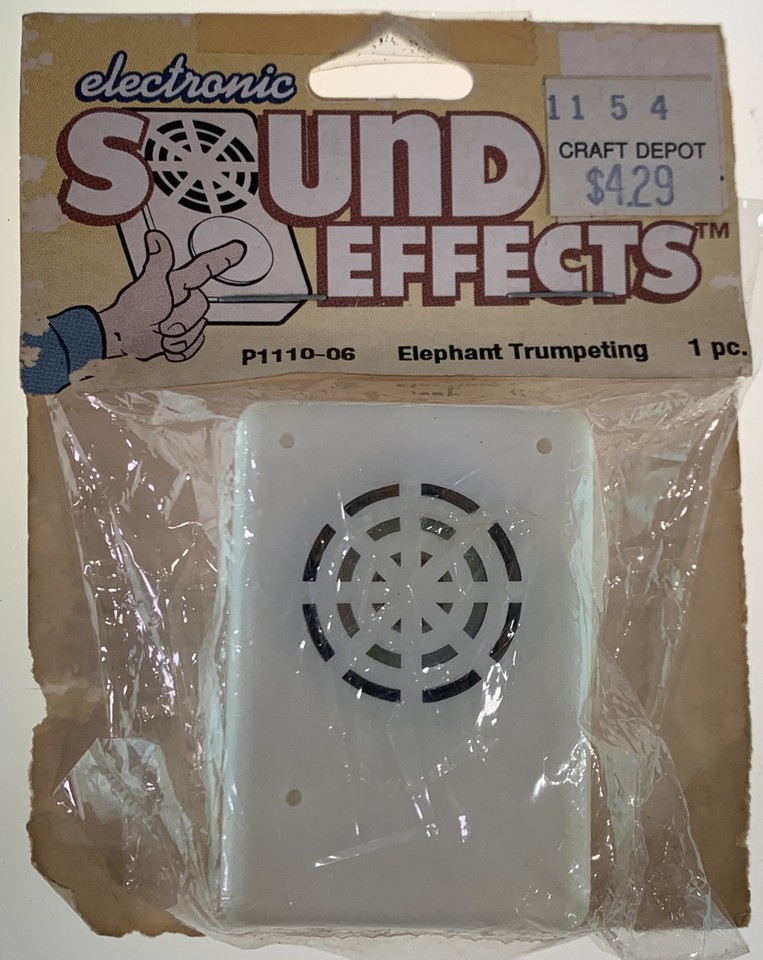 electronic
SOUND
EFFECTS™
11 5 4
CRAFT DEPOT
$4.29
P1110-06 Elephant Trumpeting 1 pc.